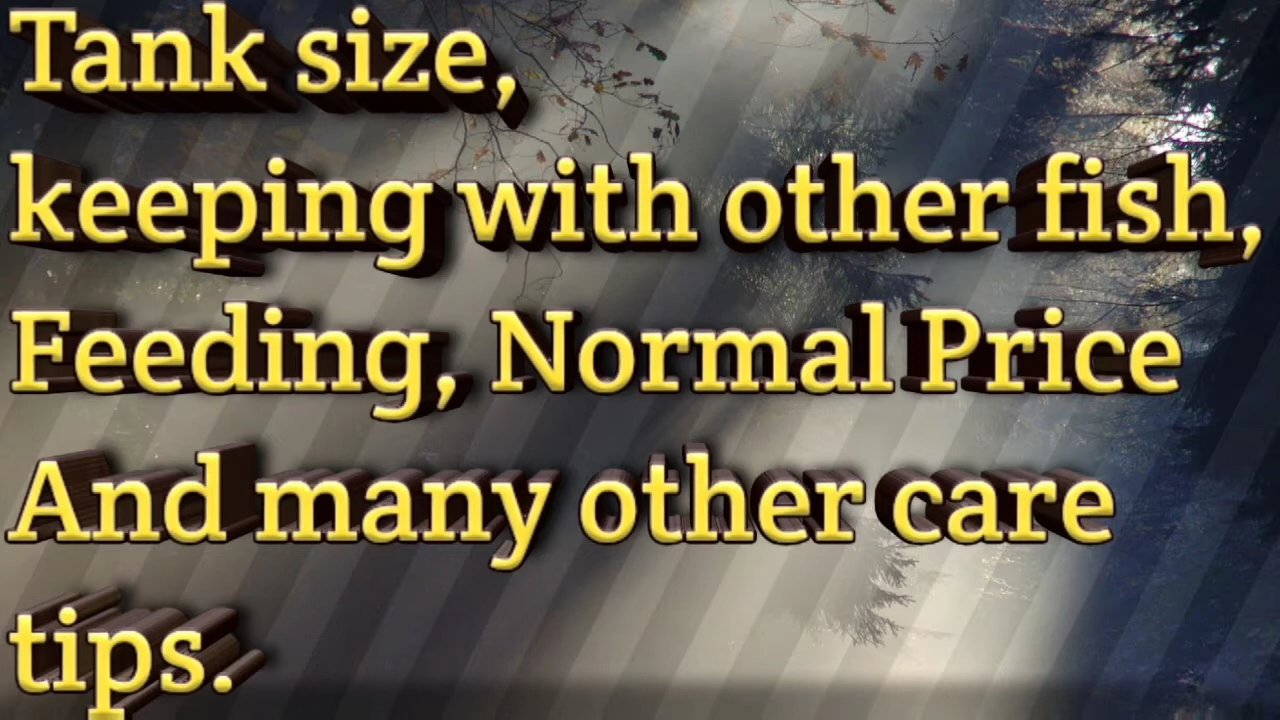 Tank size,
keeping with other fish,
Feeding, Normal Price
And many other care
tips.